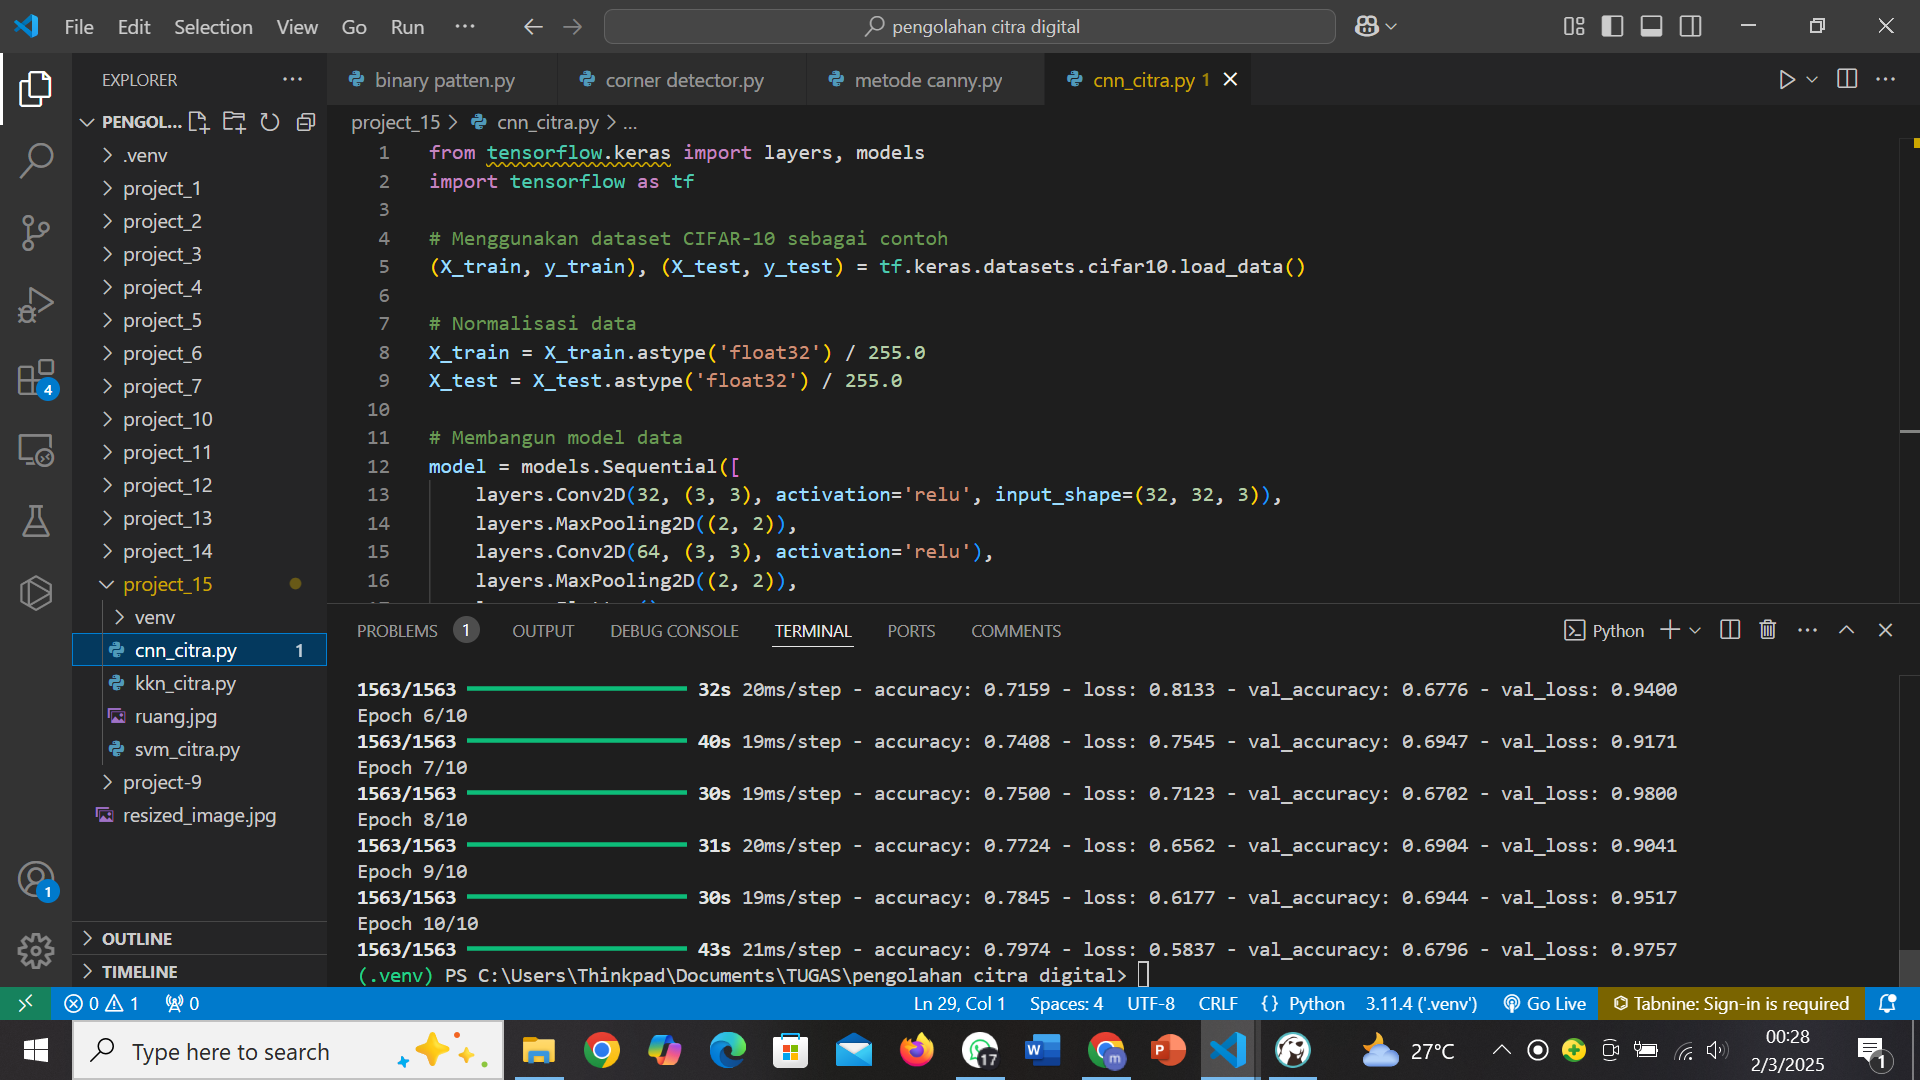 File Edit Selection View Go Run ...
pengolahan citra digital
EXPLORER
PENGOL...
.venv
project_1
project_2
project_3
project_4
project_5
project_6
project_7
project_10
project_11
project_12
project_13
project_14
project_15
venv
cnn_citra.py 1
kkn_citra.py
ruang.jpg
svm_citra.py
project-9
resized_image.jpg
OUTLINE
TIMELINE
4
1
binary patten.py corner detector.py metode canny.py cnn_citra.py 1
project_15 > cnn_citra.py > ...
1 from tensorflow.keras import layers, models
2 import tensorflow as tf
3
4 # Menggunakan dataset CIFAR-10 sebagai contoh
5 (X_train, y_train), (X_test, y_test) = tf.keras.datasets.cifar10.load_data()
6
7 # Normalisasi data
8 X_train = X_train.astype('float32') / 255.0
9 X_test = X_test.astype('float32') / 255.0
10
11 # Membangun model data
12 model = models.Sequential([
13 layers.Conv2D(32, (3, 3), activation='relu', input_shape=(32, 32, 3)),
14 layers.MaxPooling2D((2, 2)),
15 layers.Conv2D(64, (3, 3), activation='relu'),
16 layers.MaxPooling2D((2, 2)),
PROBLEMS 1 OUTPUT DEBUG CONSOLE TERMINAL PORTS COMMENTS
Python
1563/1563 32s 20ms/step - accuracy: 0.7159 - loss: 0.8133 - val_accuracy: 0.6776 - val_loss: 0.9400
Epoch 6/10
1563/1563 40s 19ms/step - accuracy: 0.7408 - loss: 0.7545 - val_accuracy: 0.6947 - val_loss: 0.9171
Epoch 7/10
1563/1563 30s 19ms/step - accuracy: 0.7500 - loss: 0.7123 - val_accuracy: 0.6702 - val_loss: 0.9800
Epoch 8/10
1563/1563 31s 20ms/step - accuracy: 0.7724 - loss: 0.6562 - val_accuracy: 0.6904 - val_loss: 0.9041
Epoch 9/10
1563/1563 30s 19ms/step - accuracy: 0.7845 - loss: 0.6177 - val_accuracy: 0.6944 - val_loss: 0.9517
Epoch 10/10
1563/1563 43s 21ms/step - accuracy: 0.7974 - loss: 0.5837 - val_accuracy: 0.6796 - val_loss: 0.9757
(.venv) PS C:\Users\Thinkpad\Documents\TUGAS\pengolahan citra digital>
0 1 0
Ln 29, Col 1 Spaces: 4 UTF-8 CRLF {} Python 3.11.4 ('.venv') Go Live Tabnine: Sign-in is required
Type here to search
17
W
m
P
27°C
00:28
2/3/2025
1